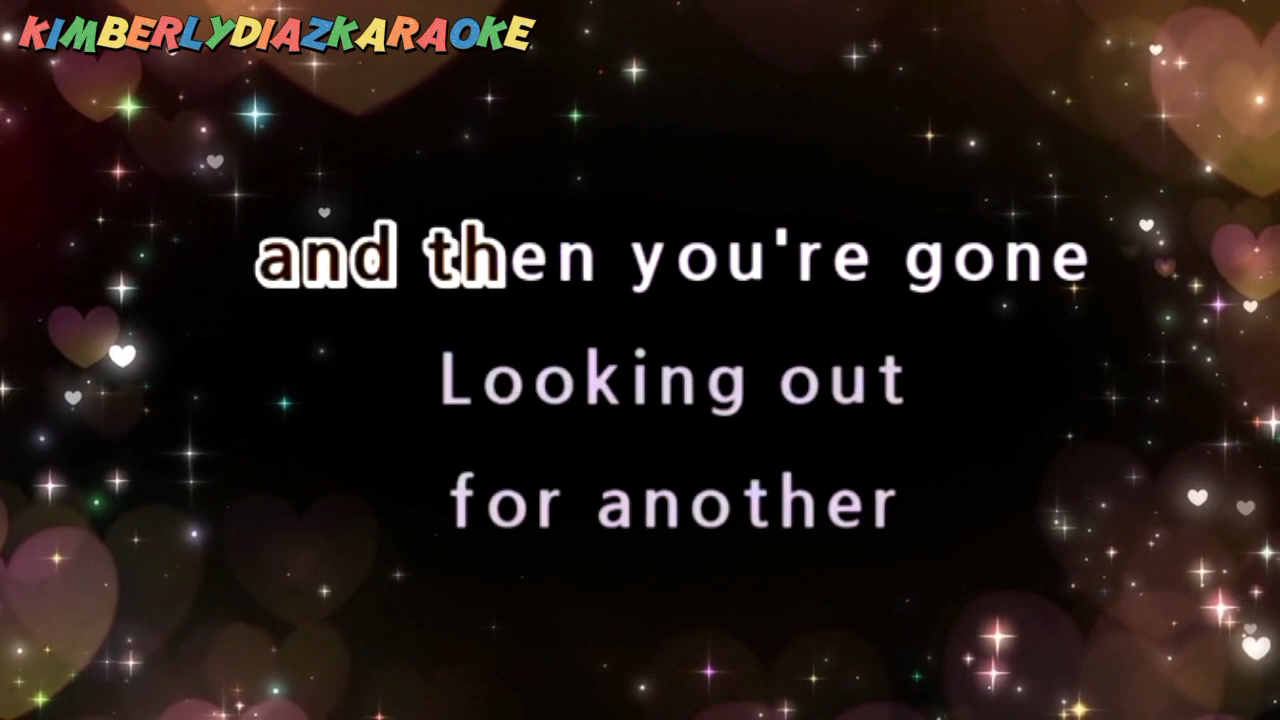 KIMBERLYDIAZKARAOKE
and then you're gone
Looking out
for another